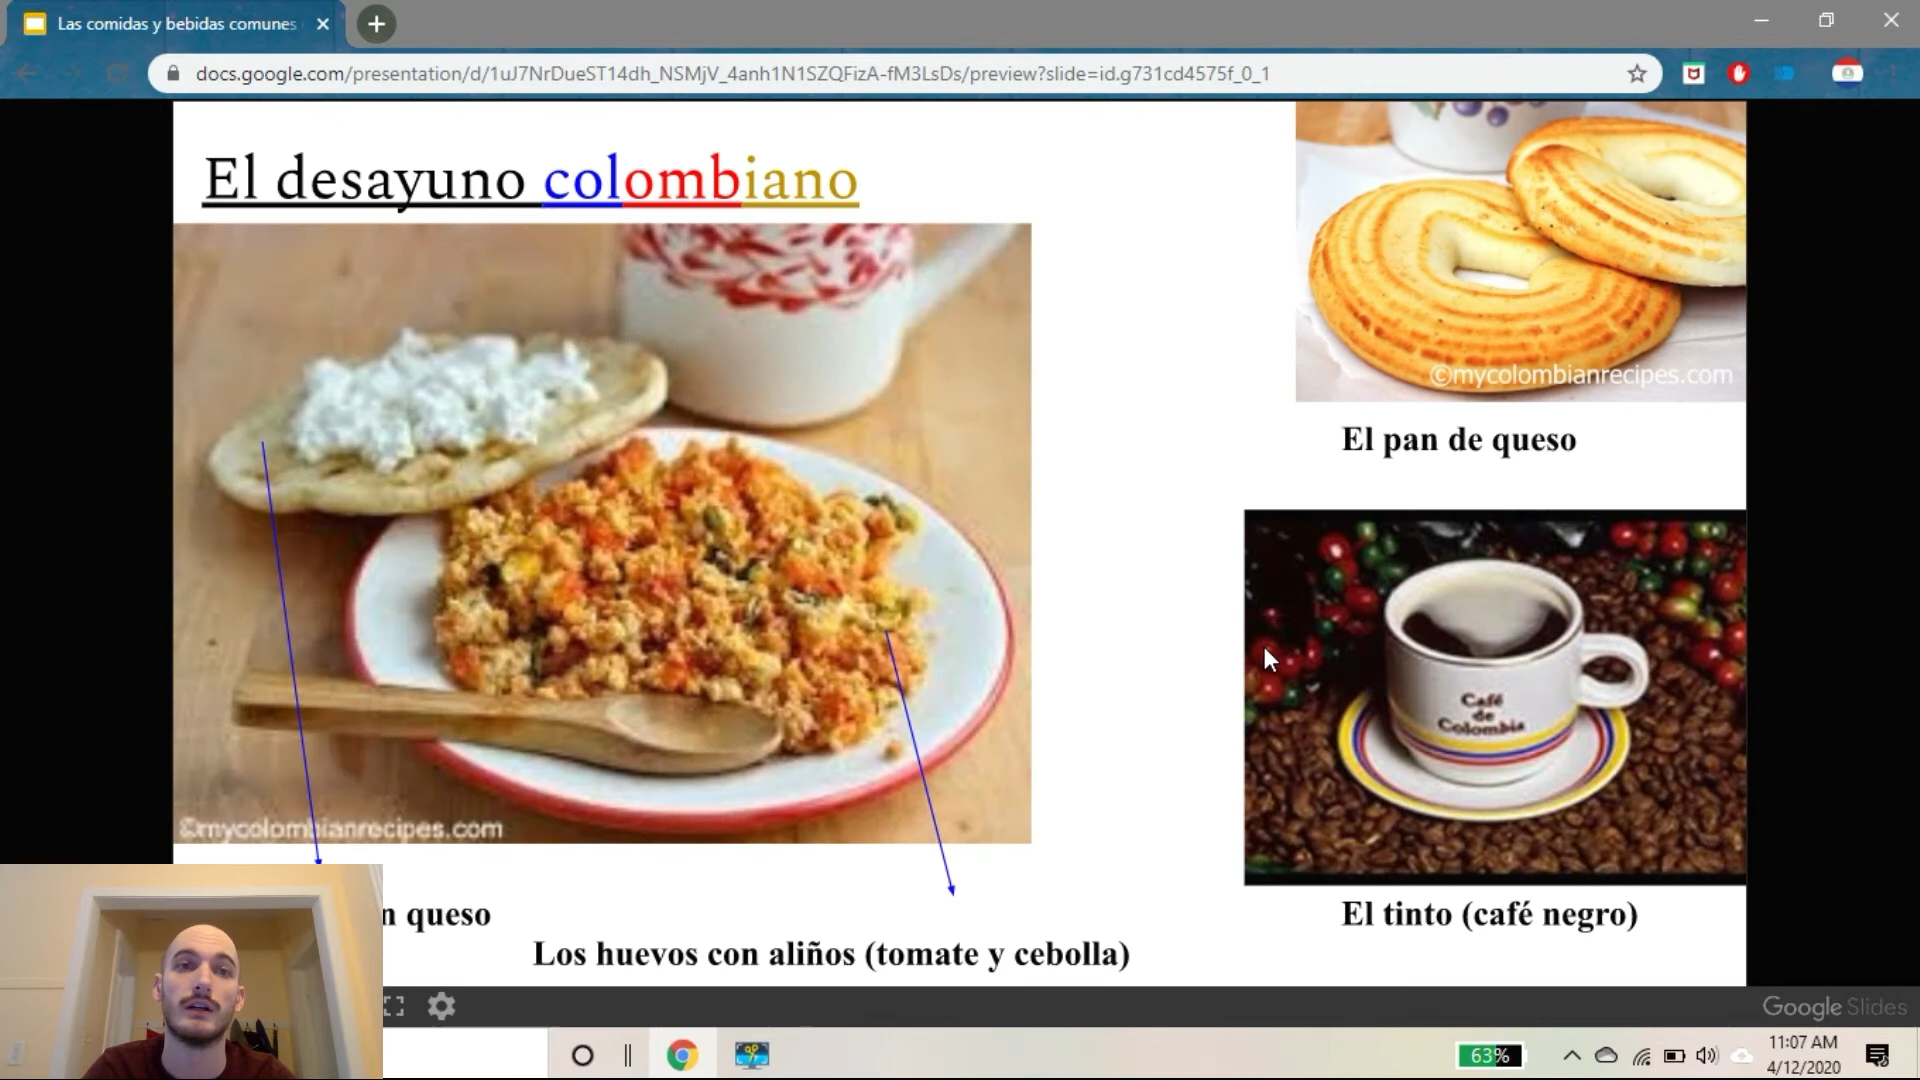 Las comidas y bebidas comunes
docs.google.com/presentation/d/1uJ7NrDueST14dh_NSMjV_4anh1N1SZQFizA-fM3LsDs/preview?slide=id.g731cd4575f_0_1
El desayuno colombiano
©mycolombianrecipes.com
El pan de queso
Café
de
Colombia
©mycolombianrecipes.com
queso
El tinto (café negro)
Los huevos con aliños (tomate y cebolla)
Google Slides
63%
11:07 AM
4/12/2020